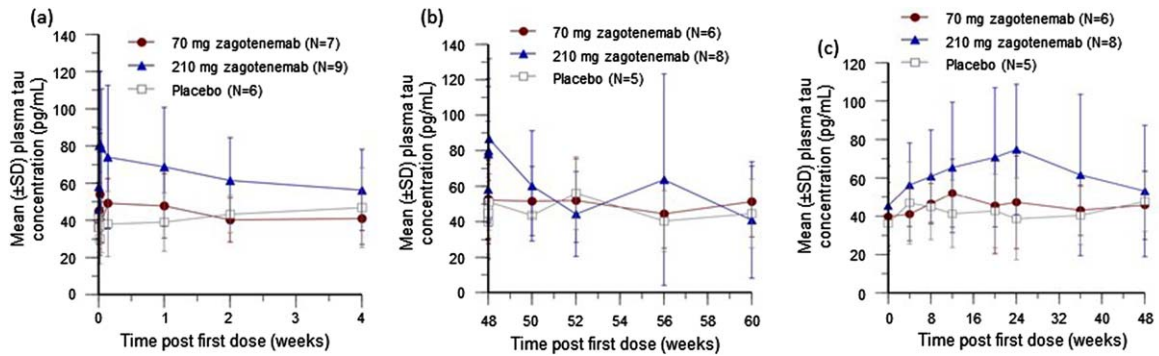 (a)
70 mg zagotenemab (N=7)
210 mg zagotenemab (N=9)
Placebo (N=6)
Mean (±SD) plasma tau
concentration (pg/mL)
140
120
100
80
60
40
20
0
0 1 2 3 4
Time post first dose (weeks)
(b)
70 mg zagotenemab (N=6)
210 mg zagotenemab (N=8)
Placebo (N=5)
Mean (±SD) plasma tau
concentration (pg/mL)
140
120
100
80
60
40
20
0
48 50 52 54 56 58 60
Time post first dose (weeks)
(c)
70 mg zagotenemab (N=6)
210 mg zagotenemab (N=8)
Placebo (N=5)
Mean (±SD) plasma tau
concentration (pg/mL)
120
100
80
60
40
20
0
0 8 16 24 32 40 48
Time post first dose (weeks)